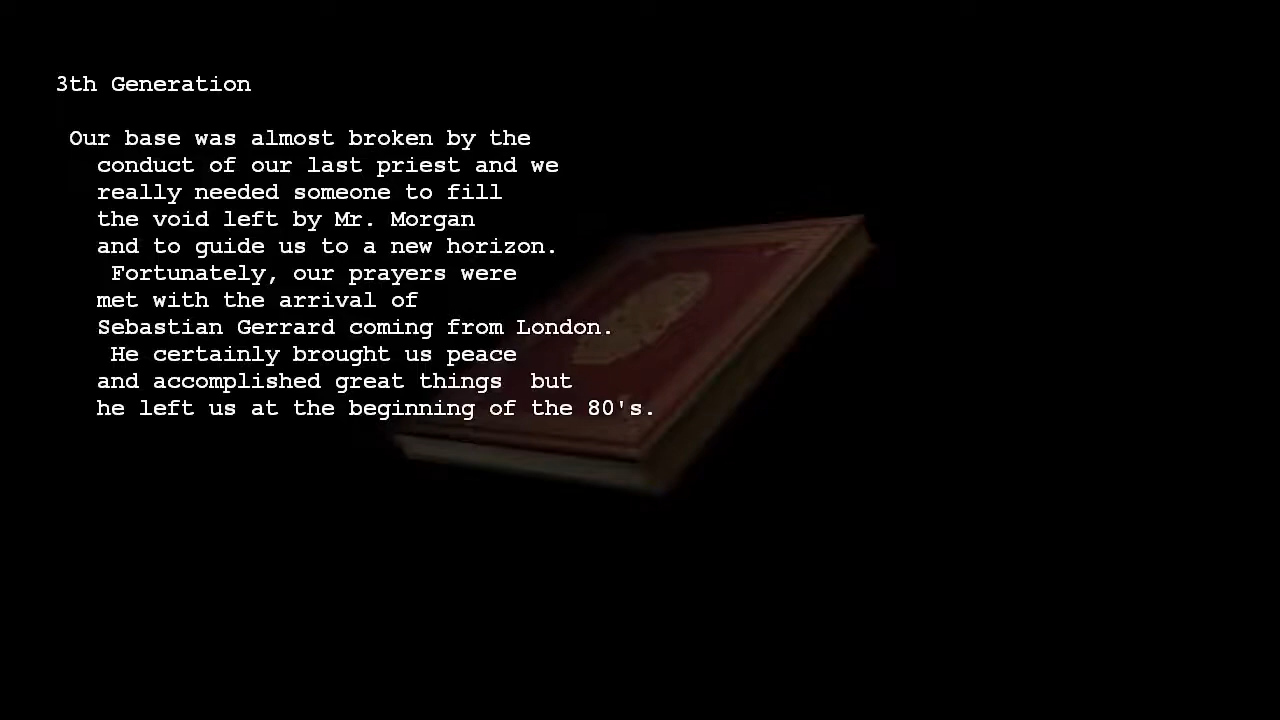 3th Generation
Our base was almost broken by the
conduct of our last priest and we
really needed someone to fill
the void left by Mr. Morgan
and to guide us to a new horizon.
Fortunately, our prayers were
met with the arrival of
Sebastian Gerrard coming from London.
He certainly brought us peace
and accomplished great things  but
he left us at the beginning of the 80's.